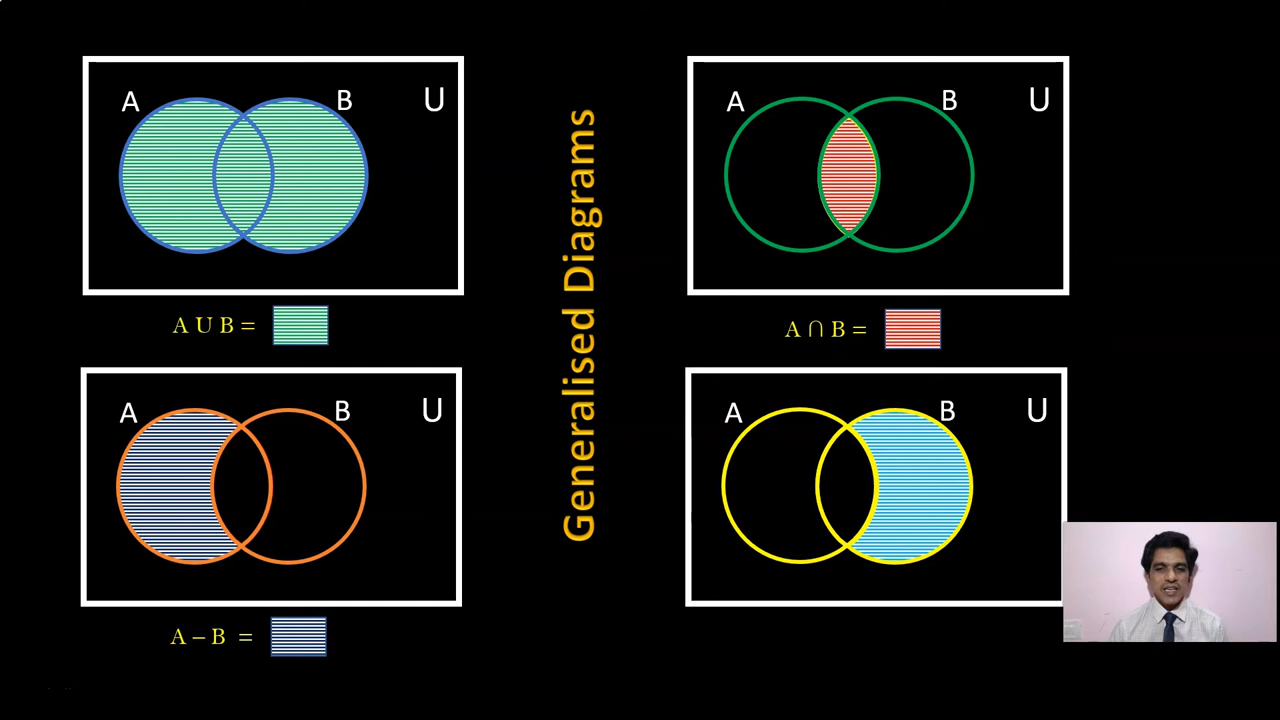 A
B
U
A U B =
Generalised Diagrams
A
B
U
A ∩ B =
A
B
U
A – B =
A
B
U